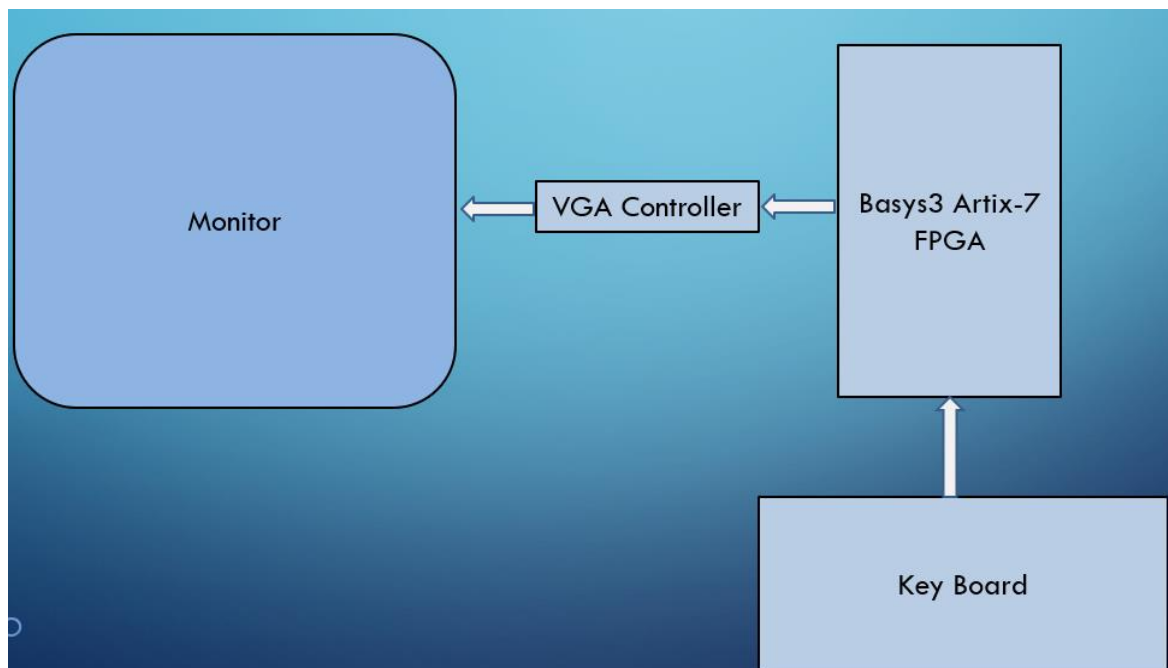 Monitor
VGA Controller
Basys3 Artix-7
FPGA
Key Board